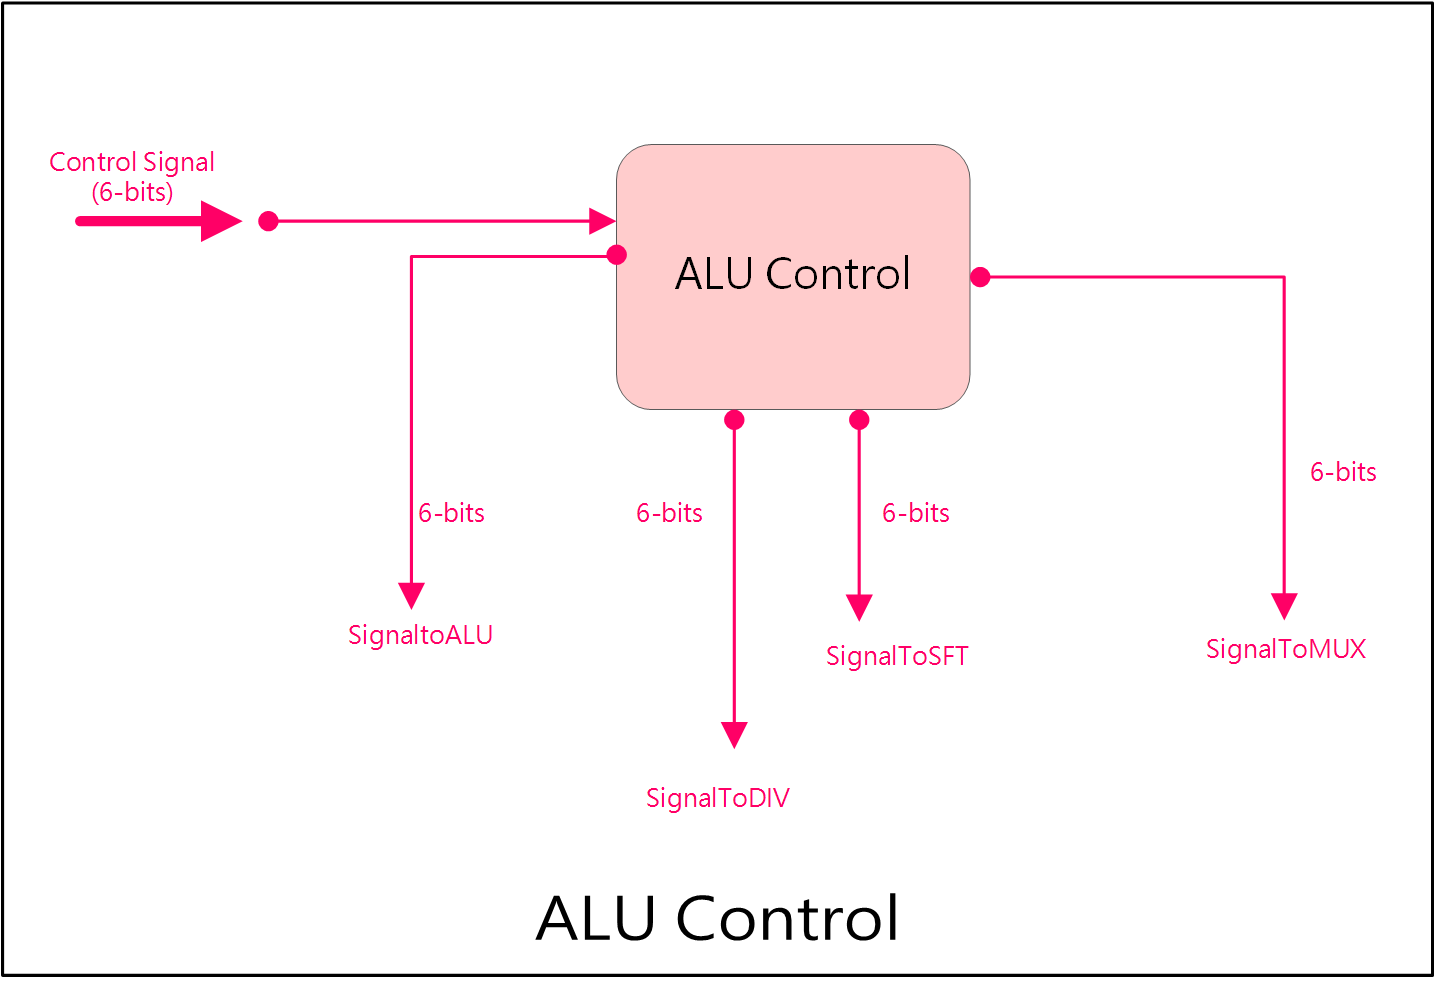 Control Signal
(6-bits)
ALU Control
6-bits
6-bits
6-bits
6-bits
SignaltoALU
SignalToSFT
SignalToMUX
SignalToDIV
ALU Control